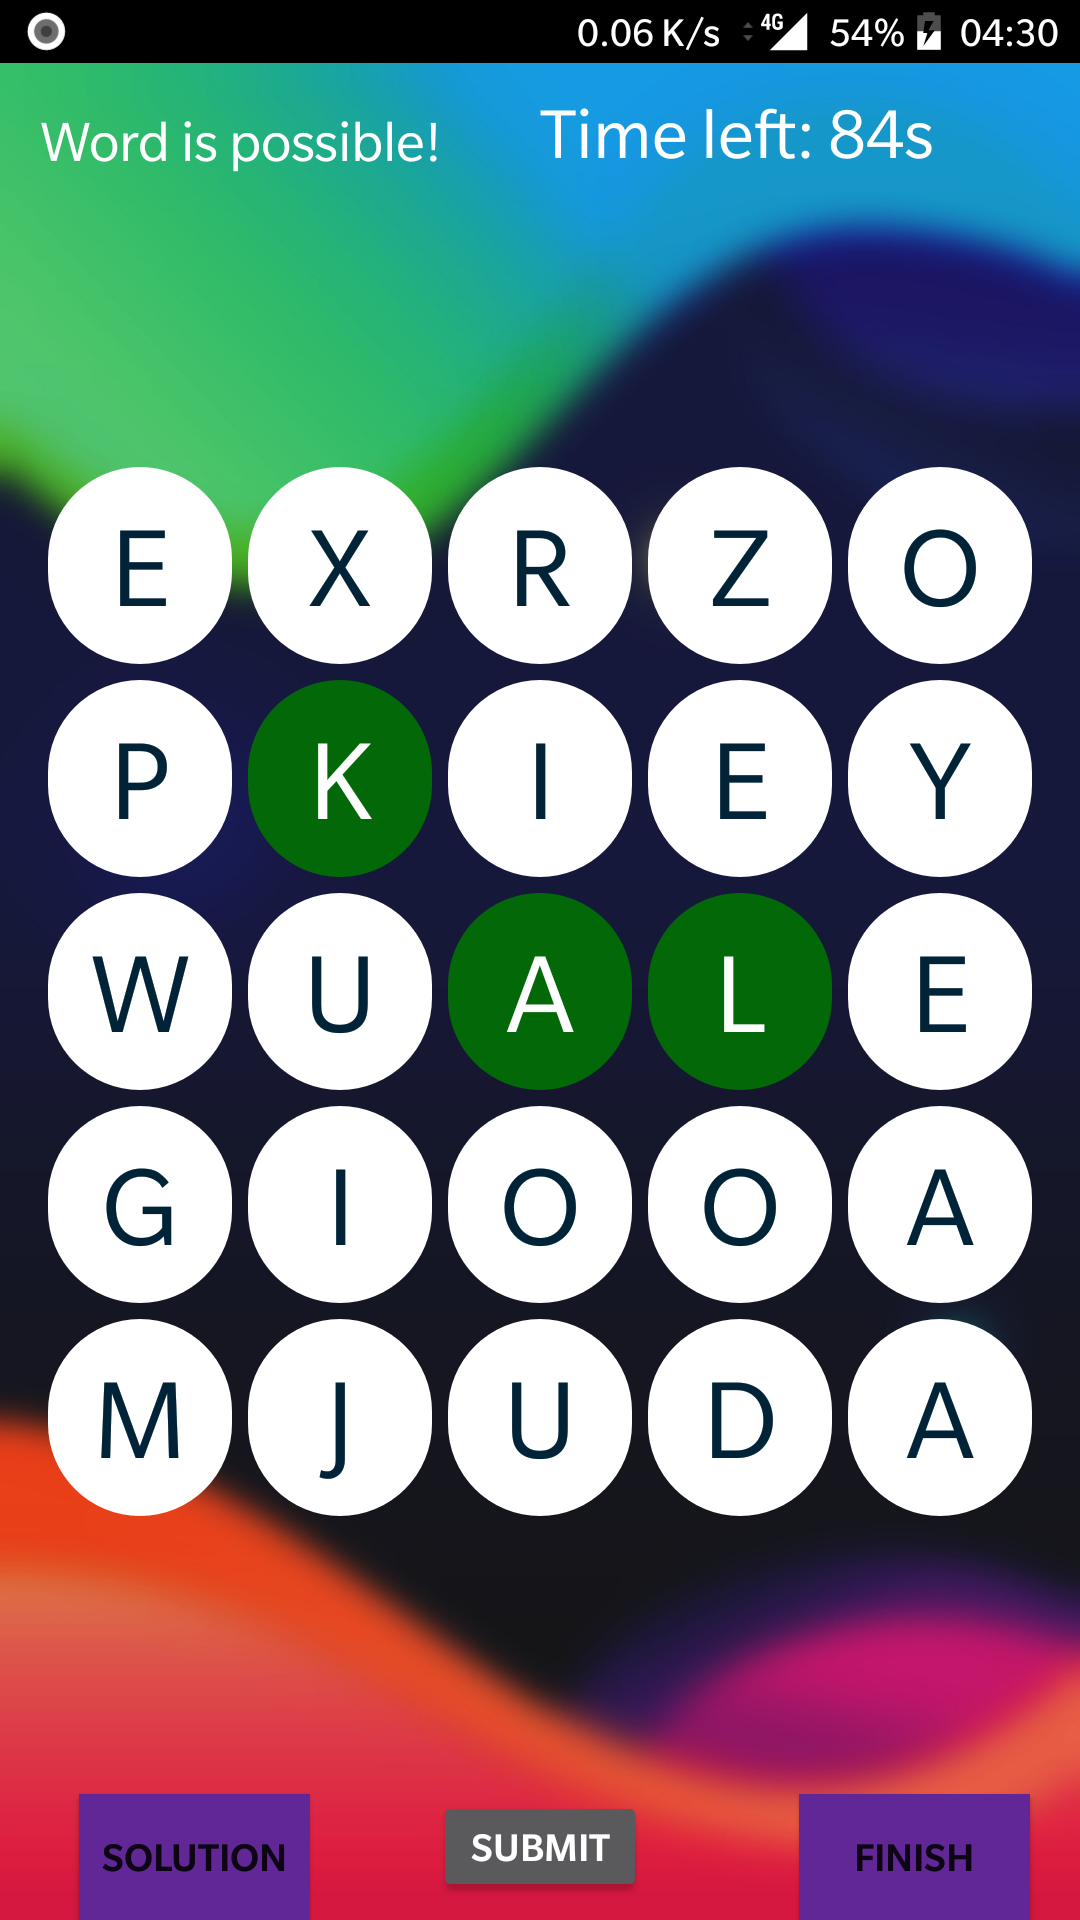 0.06 K/s 4G 54% 04:30
Word is possible! Time left: 84s
E X R Z O
P K I E Y
W U A L E
G I O O A
M J U D A
SOLUTION SUBMIT FINISH